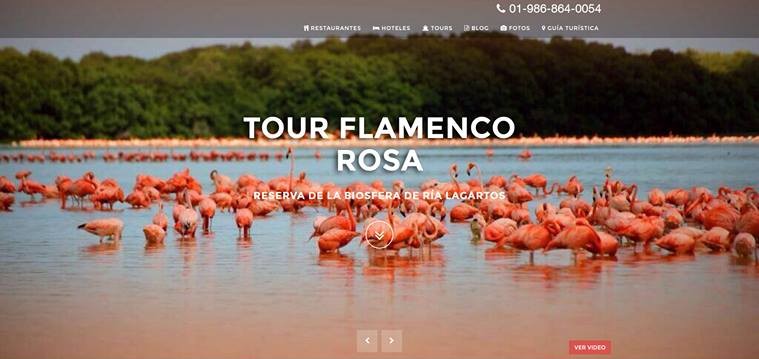 01-986-864-0054
RESTAURANTES HOTELES TOURS BLOG FOTOS GUÍA TURÍSTICA
TOUR FLAMENCO
ROSA
RESERVA DE LA BIOSFERA DE RÍA LAGARTOS
VER VIDEO